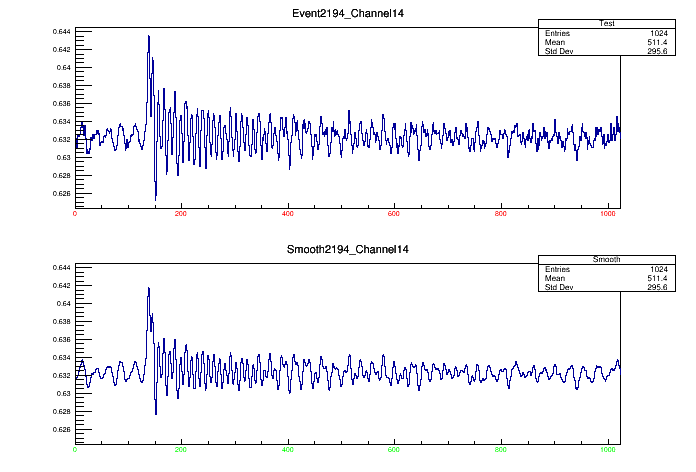 Event2194_Channel14
Test
Entries 1024
Mean 511.4
Std Dev 295.6
0.644
0.642
0.64
0.638
0.636
0.634
0.632
0.63
0.628
0.626
0 200 400 600 800 1000
Smooth2194_Channel14
Smooth
Entries 1024
Mean 511.4
Std Dev 295.6
0.644
0.642
0.64
0.638
0.636
0.634
0.632
0.63
0.628
0.626
0 200 400 600 800 1000